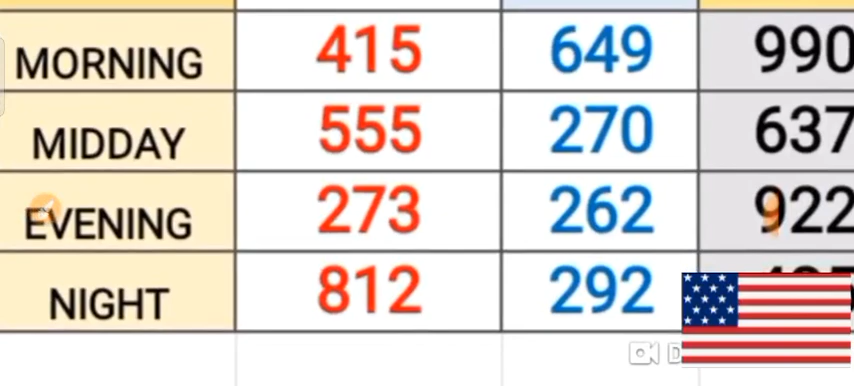 MORNING 415 649 990
MIDDAY 555 270 637
EVENING 273 262 922
NIGHT 812 292